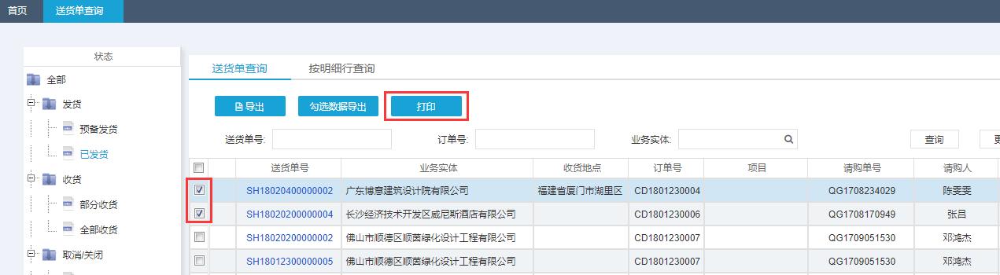 首页 送货单查询
状态
全部
发货
预备发货
已发货
收货
部分收货
全部收货
取消/关闭
送货单查询 按明细行查询
导出 勾选数据导出 打印
送货单号: 订单号: 业务实体: 查询
送货单号 业务实体 收货地点 订单号 项目 请购单号 请购人
SH18020400000002 广东博意建筑设计院有限公司 福建省厦门市湖里区 CD1801230004 QG1708234029 陈雯雯
SH18020200000004 长沙经济技术开发区威尼斯酒店有限公司 CD1801230006 QG1708170949 张吕
SH18020200000002 佛山市顺德区顺茵绿化设计工程有限公司 CD1801230007 QG1709051530 邓鸿杰
SH18012300000005 佛山市顺德区顺茵绿化设计工程有限公司 CD1801230007 QG1709051530 邓鸿杰